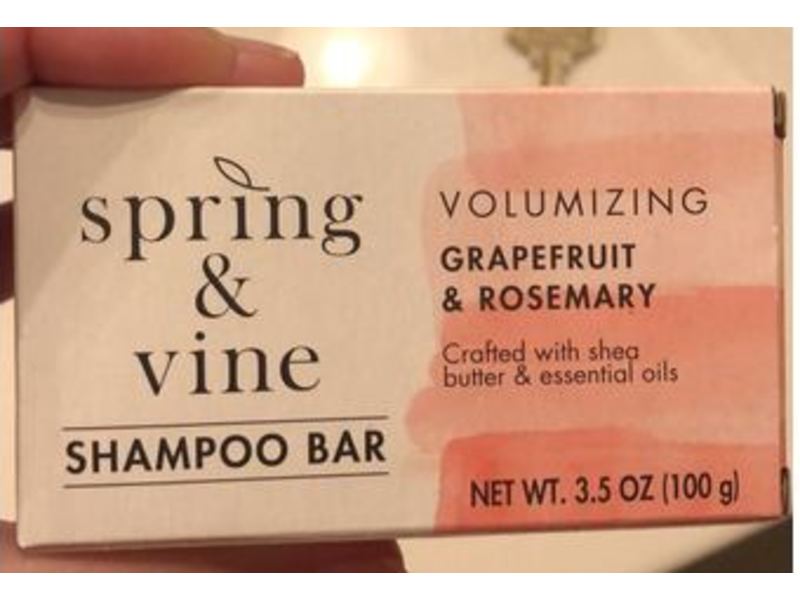 spring
&
vine
SHAMPOO BAR
VOLUMIZING
GRAPEFRUIT
& ROSEMARY
Crafted with shea
butter & essential oils
NET WT. 3.5 OZ (100 g)